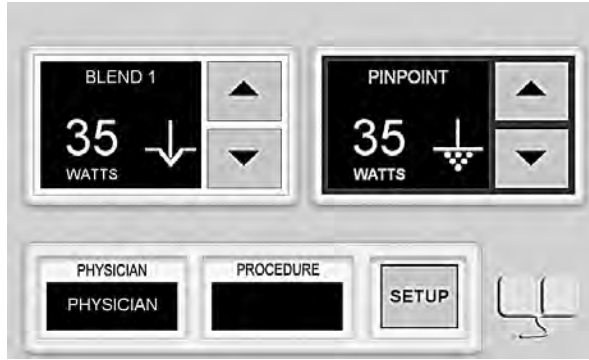 BLEND 1
35
WATTS
PINPOINT
35
WATTS
PHYSICIAN
PHYSICIAN
PROCEDURE
SETUP